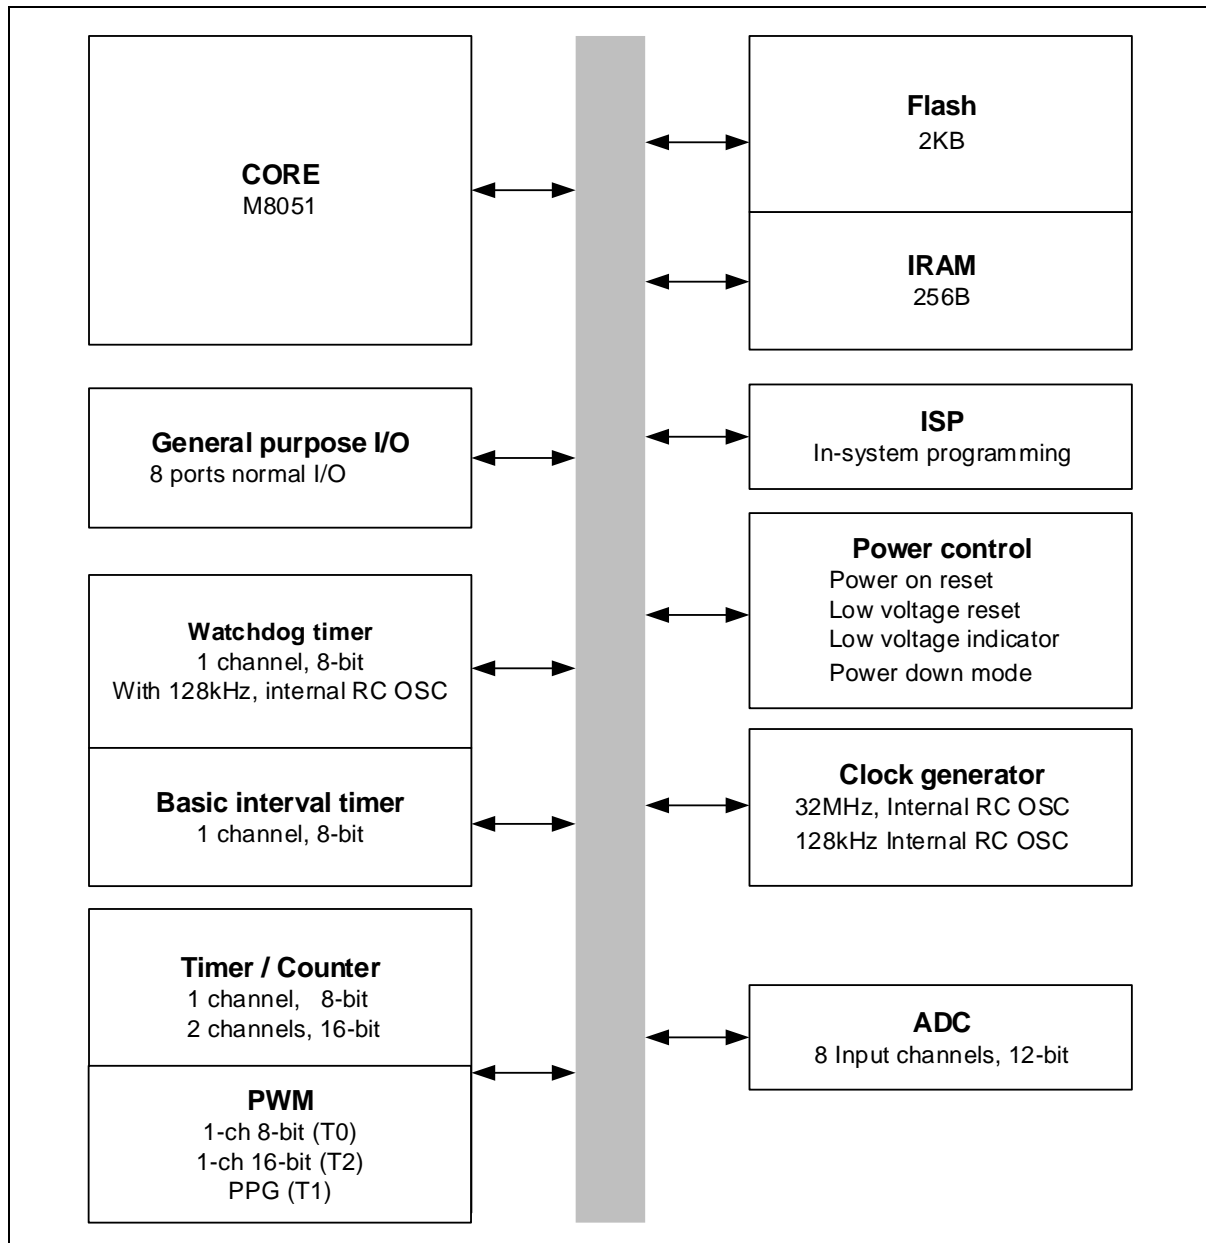 CORE
M8051
General purpose I/O
8 ports normal I/O
Watchdog timer
1 channel, 8-bit
With 128kHz, internal RC OSC
Basic interval timer
1 channel, 8-bit
Timer / Counter
1 channel, 8-bit
2 channels, 16-bit
PWM
1-ch 8-bit (T0)
1-ch 16-bit (T2)
PPG (T1)
Flash
2KB
IRAM
256B
ISP
In-system programming
Power control
Power on reset
Low voltage reset
Low voltage indicator
Power down mode
Clock generator
32MHz, Internal RC OSC
128kHz Internal RC OSC
ADC
8 Input channels, 12-bit